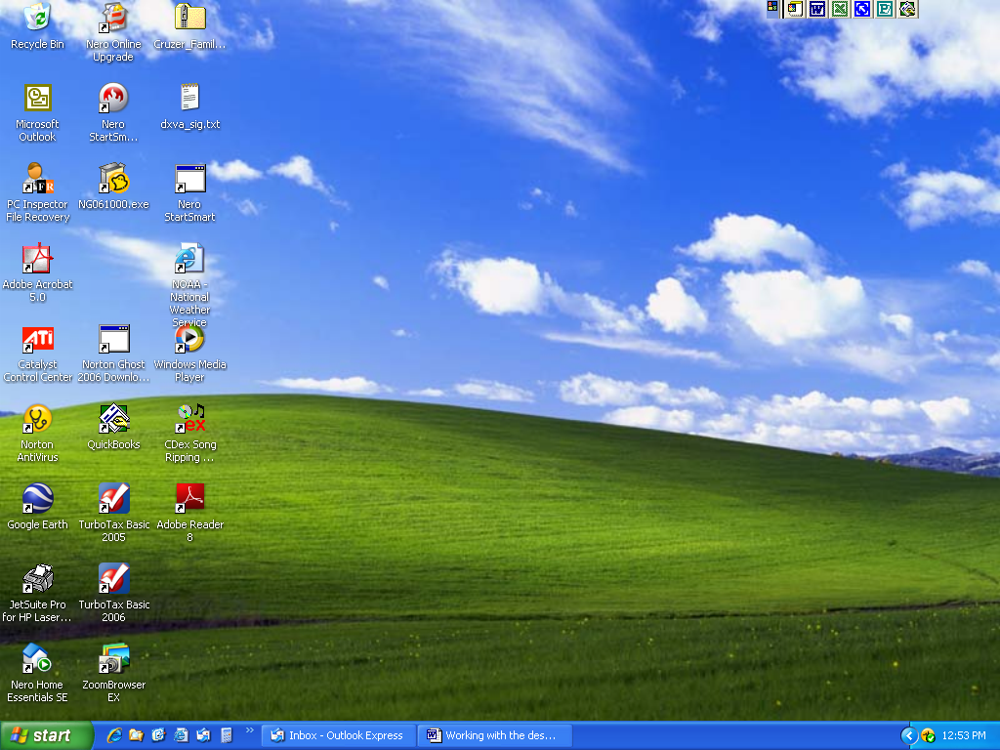 Recycle Bin
Nero Online
Upgrade
Cruzer_Famil...
Microsoft
Outlook
Nero
StartSm...
dxva_sig.txt
PC Inspector
File Recovery
NG061000.exe
Nero
StartSmart
Adobe Acrobat
5.0
NOAA -
National
Weather
Service
ATI
Catalyst
Control Center
Norton Ghost
2006 Downlo...
Windows Media
Player
Norton
AntiVirus
QuickBooks
ex
CDex Song
Ripping ...
Google Earth
TurboTax Basic
2005
Adobe Reader
8
JetSuite Pro
for HP Laser...
TurboTax Basic
2006
Nero Home
Essentials SE
ZoomBrowser
EX
start
Inbox - Outlook Express
Working with the des...
12:53 PM